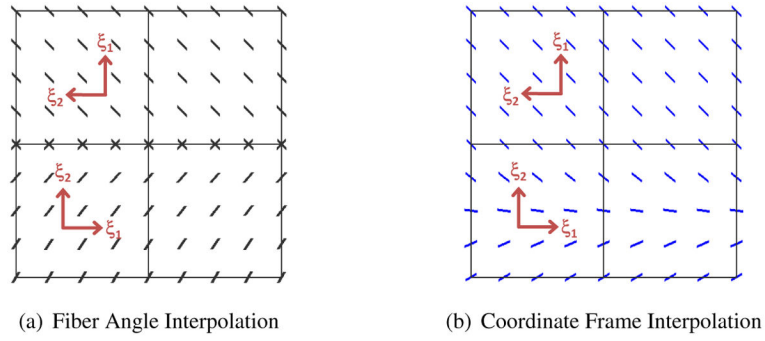 ξ1
ξ2
ξ2
ξ1
(a) Fiber Angle Interpolation
ξ1
ξ2
ξ2
ξ1
(b) Coordinate Frame Interpolation